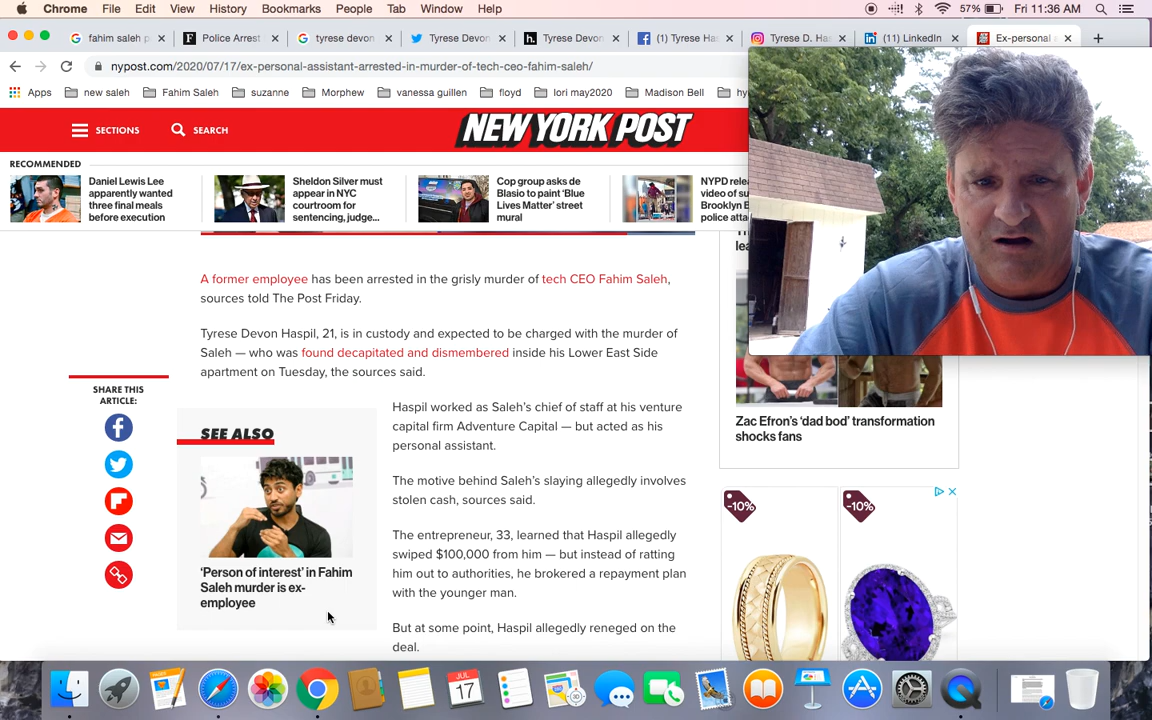 Chrome File Edit View History Bookmarks People Tab Window Help 57% Fri 11:36 AM
fahim saleh p Police Arrest tyrese devon Tyrese Devon Tyrese Devon (1) Tyrese Ha Tyrese D. Ha (11) LinkedIn Ex-personal
nypost.com/2020/07/17/ex-personal-assistant-arrested-in-murder-of-tech-ceo-fahim-saleh/
Apps new saleh Fahim Saleh suzanne Morphew vanessa guillen floyd lori may2020 Madison Bell hy
SECTIONS SEARCH NEW YORK POST
RECOMMENDED
Daniel Lewis Lee
apparently wanted
three final meals
before execution
Sheldon Silver must
appear in NYC
courtroom for
sentencing, judge...
Cop group asks de
Blasio to paint 'Blue
Lives Matter' street
mural
NYPD rele
video of su
Brooklyn B
police atta
A former employee has been arrested in the grisly murder of tech CEO Fahim Saleh,
sources told The Post Friday.
Tyrese Devon Haspil, 21, is in custody and expected to be charged with the murder of
Saleh — who was found decapitated and dismembered inside his Lower East Side
apartment on Tuesday, the sources said.
SHARE THIS
ARTICLE:
SEE ALSO
'Person of interest' in Fahim
Saleh murder is ex-
employee
Haspil worked as Saleh's chief of staff at his venture
capital firm Adventure Capital — but acted as his
personal assistant.
The motive behind Saleh's slaying allegedly involves
stolen cash, sources said.
The entrepreneur, 33, learned that Haspil allegedly
swiped $100,000 from him — but instead of ratting
him out to authorities, he brokered a repayment plan
with the younger man.
But at some point, Haspil allegedly reneged on the
deal.
Zac Efron's 'dad bod' transformation
shocks fans
-10% -10%
JUL
17